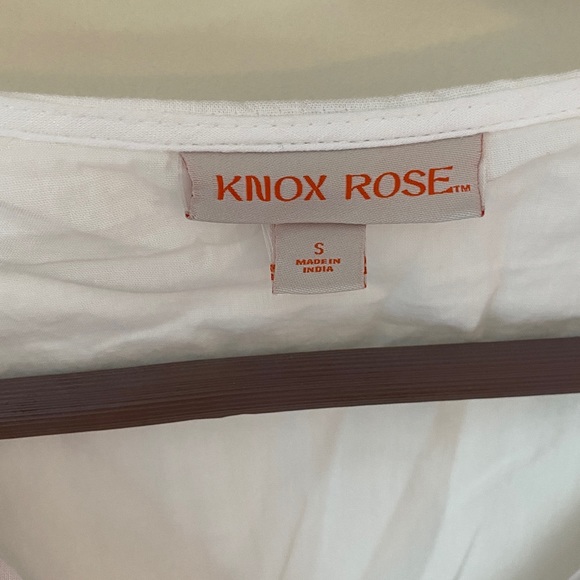 KNOX ROSE™
S
MADE IN
INDIA